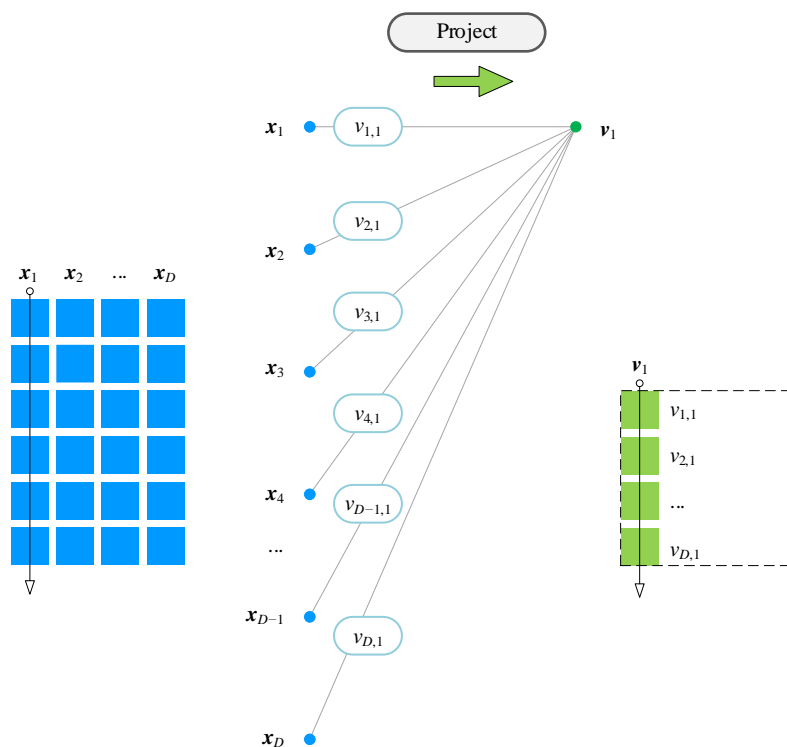 Project
x1 v1,1 v1
v2,1
x2
x1 x2 ... xD
v3,1
x3
v1
v4,1
v1,1
v2,1
x4
vD−1,1
...
...
vD,1
xD−1
vD,1
xD